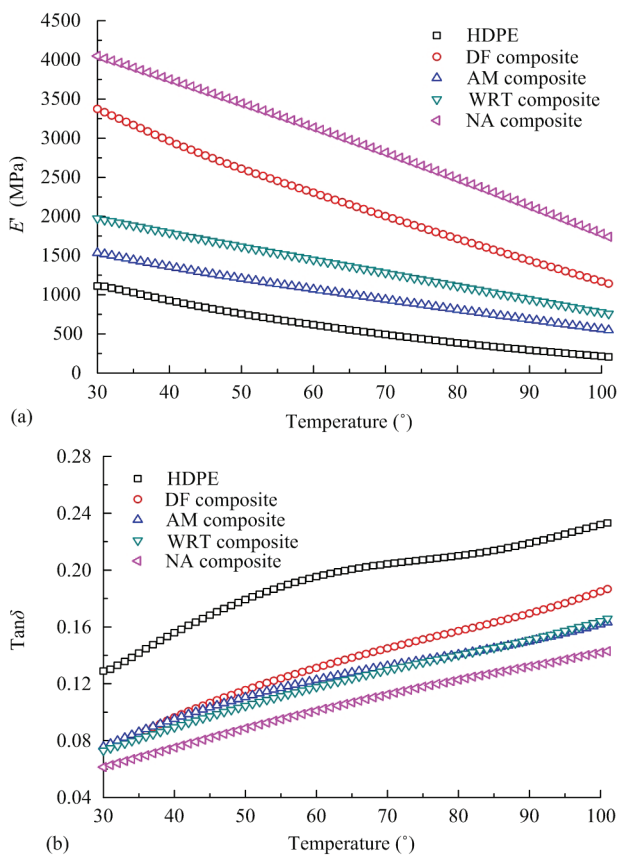 4500
4000
3500
3000
2500
2000
1500
1000
500
0
E' (MPa)
HDPE
DF composite
AM composite
WRT composite
NA composite
30 40 50 60 70 80 90 100
Temperature (°)
(a)
0.28
0.24
0.20
0.16
0.12
0.08
0.04
Tanδ
HDPE
DF composite
AM composite
WRT composite
NA composite
30 40 50 60 70 80 90 100
Temperature (°)
(b)